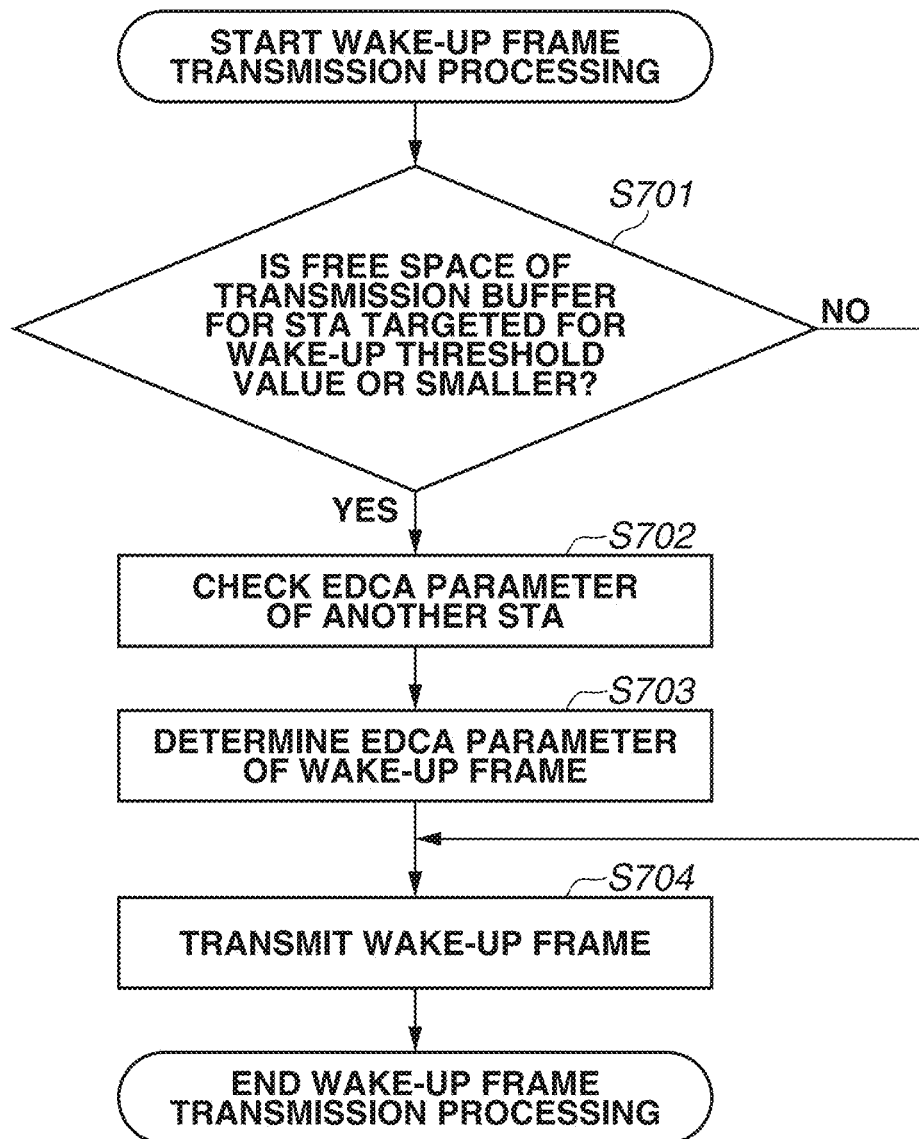 START WAKE-UP FRAME
TRANSMISSION PROCESSING
S701
IS FREE SPACE OF
TRANSMISSION BUFFER
FOR STA TARGETED FOR
WAKE-UP THRESHOLD
VALUE OR SMALLER?
NO
YES
S702
CHECK EDCA PARAMETER
OF ANOTHER STA
S703
DETERMINE EDCA PARAMETER
OF WAKE-UP FRAME
S704
TRANSMIT WAKE-UP FRAME
END WAKE-UP FRAME
TRANSMISSION PROCESSING